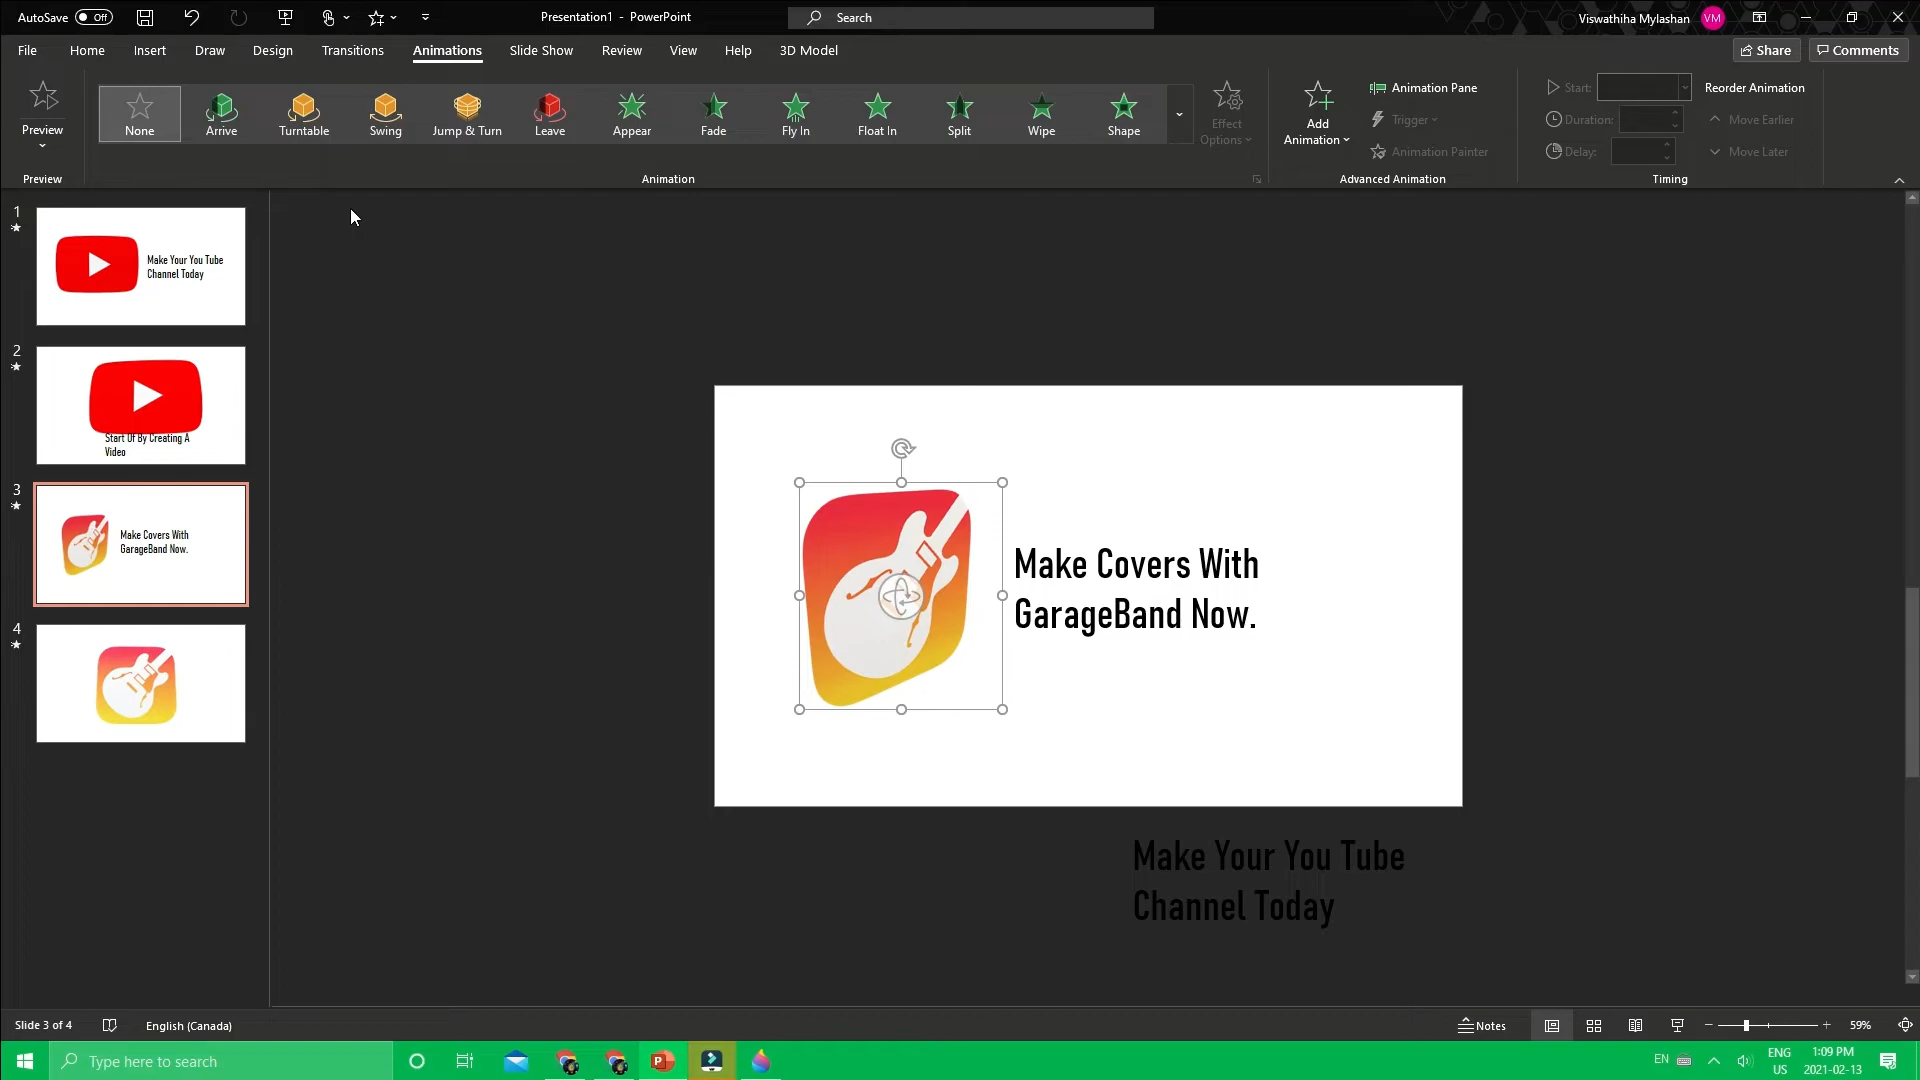 AutoSave Off
Presentation1 - PowerPoint
Search
Viswathiha Mylashan VM
File Home Insert Draw Design Transitions Animations Slide Show Review View Help 3D Model
Share Comments
Preview
None Arrive Turntable Swing Jump & Turn Leave Appear Fade Fly In Float In Split Wipe Shape
Effect
Options
Add
Animation
Animation Pane
Trigger
Animation Painter
Start:
Duration:
Delay:
Reorder Animation
Move Earlier
Move Later
Preview
Animation
Advanced Animation
Timing
1
Make Your You Tube
Channel Today
2
Start Of By Creating A
Video
3
Make Covers With
GarageBand Now.
4
Make Covers With
GarageBand Now.
Make Your You Tube
Channel Today
Slide 3 of 4
English (Canada)
Notes
59%
Type here to search
EN
ENG
US
1:09 PM
2021-02-13